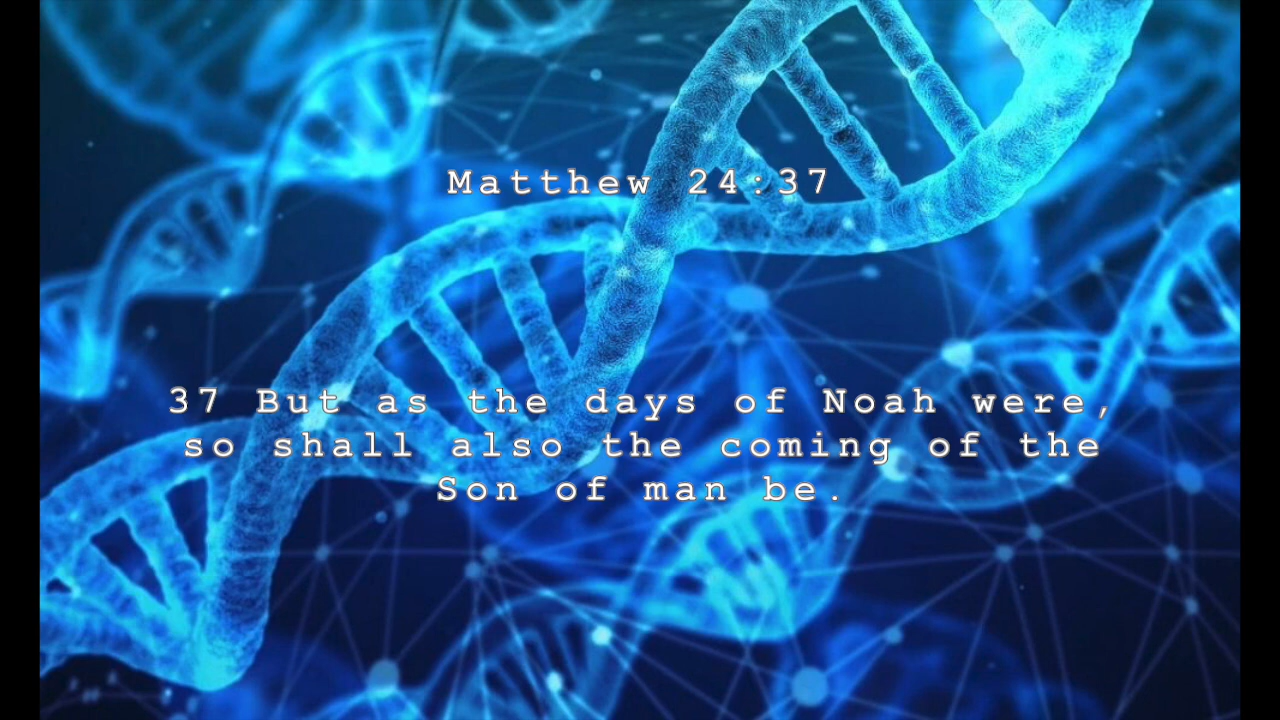 Matthew 24:37
37 But as the days of Noah were,
so shall also the coming of the
Son of man be.